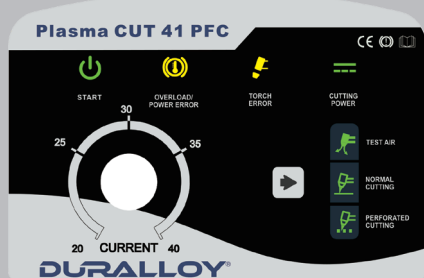 Plasma CUT 41 PFC
CE
START
OVERLOAD/
POWER ERROR
TORCH
ERROR
CUTTING
POWER
30
25
35
20
CURRENT
40
TEST AIR
NORMAL
CUTTING
PERFORATED
CUTTING
DURALLOY®